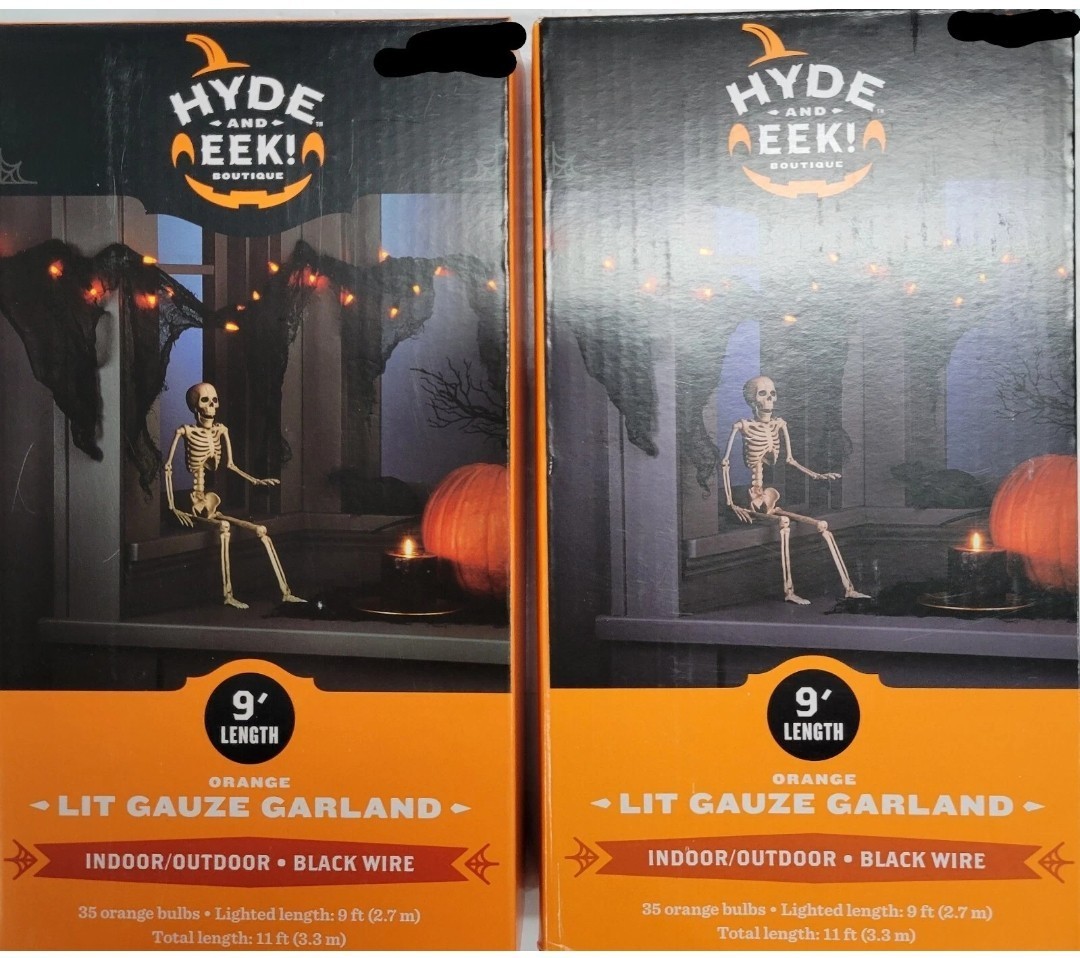 HYDE
AND
EEK!
BOUTIQUE
9′
LENGTH
ORANGE
LIT GAUZE GARLAND
INDOOR/OUTDOOR • BLACK WIRE
35 orange bulbs • Lighted length: 9 ft (2.7 m)
Total length: 11 ft (3.3 m)
HYDE
AND
EEK!
BOUTIQUE
9′
LENGTH
ORANGE
LIT GAUZE GARLAND
INDOOR/OUTDOOR • BLACK WIRE
35 orange bulbs • Lighted length: 9 ft (2.7 m)
Total length: 11 ft (3.3 m)